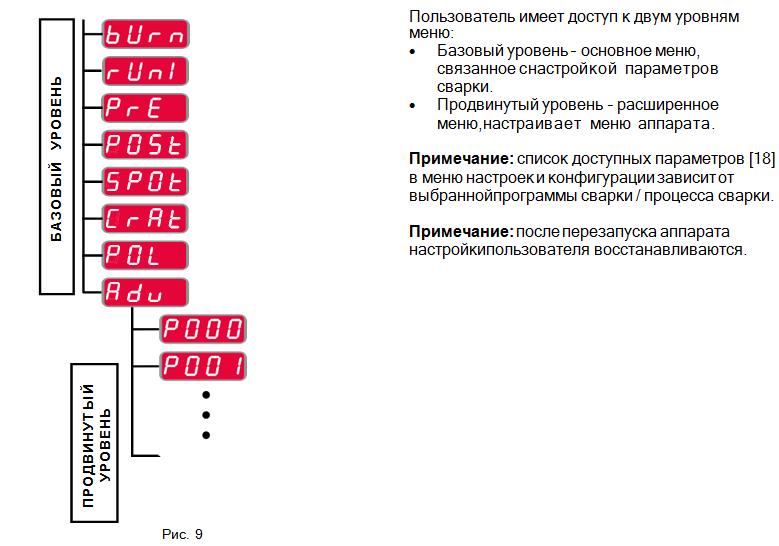 БАЗОВЫЙ УРОВЕНЬ
bUrn
rUnI
PrE
POSt
SPOt
CrAt
POL
Adv
ПРОДВИНУТЫЙ
УРОВЕНЬ
P000
P001
Рис. 9
Пользователь имеет доступ к двум уровням
меню:
• Базовый уровень - основное меню,
связанное снастройкой параметров
сварки.
• Продвинутый уровень - расширенное
меню,настраивает меню аппарата.
Примечание: список доступных параметров [18]
в меню настроек и конфигурации зависит от
выбраннойпрограммы сварки / процесса сварки.
Примечание: после перезапуска аппарата
настройкипользователя восстанавливаются.